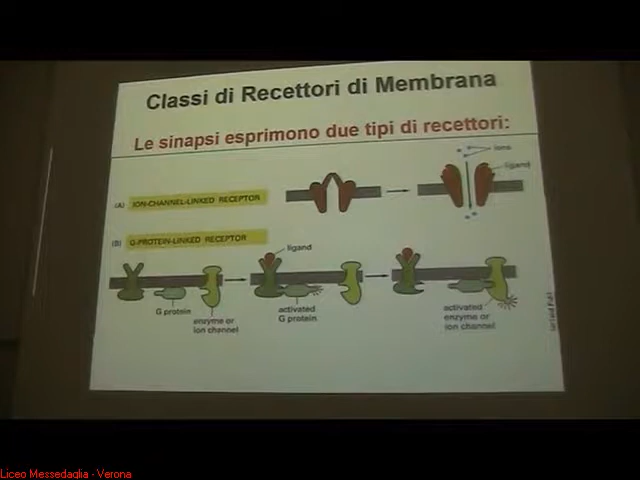 Classi di Recettori di Membrana
Le sinapsi esprimono due tipi di recettori:
ions
ligand
(A) ION-CHANNEL-LINKED RECEPTOR
(B) G-PROTEIN-LINKED RECEPTOR
ligand
G protein
enzyme or
ion channel
activated
G protein
activated
enzyme or
ion channel
Liceo Messedaglia - Verona